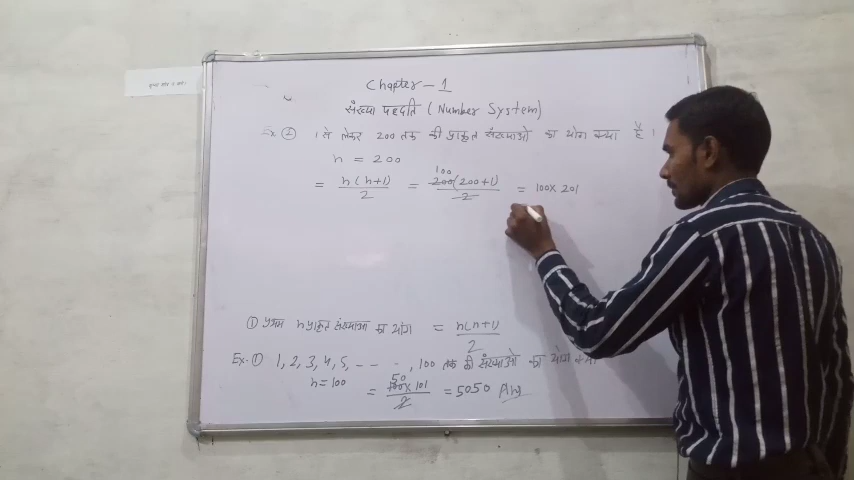 Chapter-1
संख्या पद्धति (Number System)
Ex ② 1 से लेकर 200 तक की प्राकृत संख्याओ का योग क्या है।
n = 200
= n(n+1)/2 = 100 200(200+1)/2 = 100x 201
① प्रथम n प्राकृत संख्याओ का योग = n(n+1)/2
Ex-① 1, 2, 3, 4, 5, - - - -, 100 तक की संख्याओ का योग
n=100 = 50 100x 101/2 = 5050 Ans